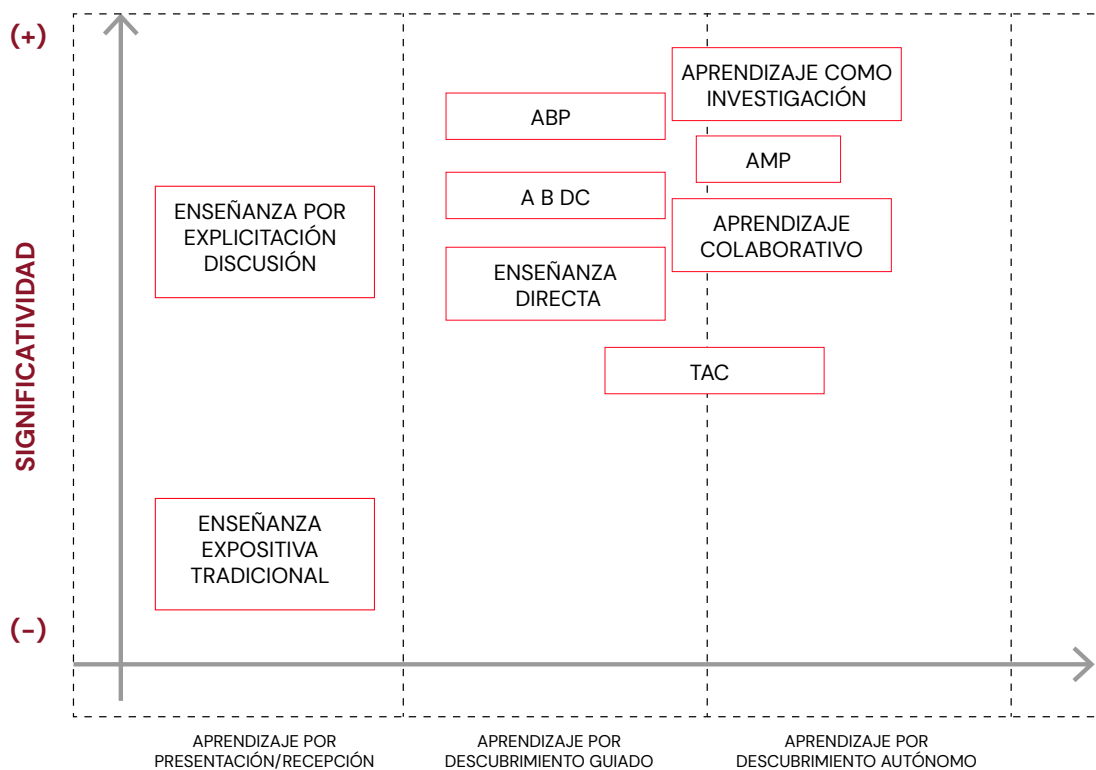 (+)
APRENDIZAJE COMO
INVESTIGACIÓN
ABP
AMP
A B DC
ENSEÑANZA POR
EXPLICITACIÓN
DISCUSIÓN
APRENDIZAJE
COLABORATIVO
ENSEÑANZA
DIRECTA
SIGNIFICATIVIDAD
TAC
ENSEÑANZA
EXPOSITIVA
TRADICIONAL
(-)
APRENDIZAJE POR
PRESENTACIÓN/RECEPCIÓN
APRENDIZAJE POR
DESCUBRIMIENTO GUIADO
APRENDIZAJE POR
DESCUBRIMIENTO AUTÓNOMO